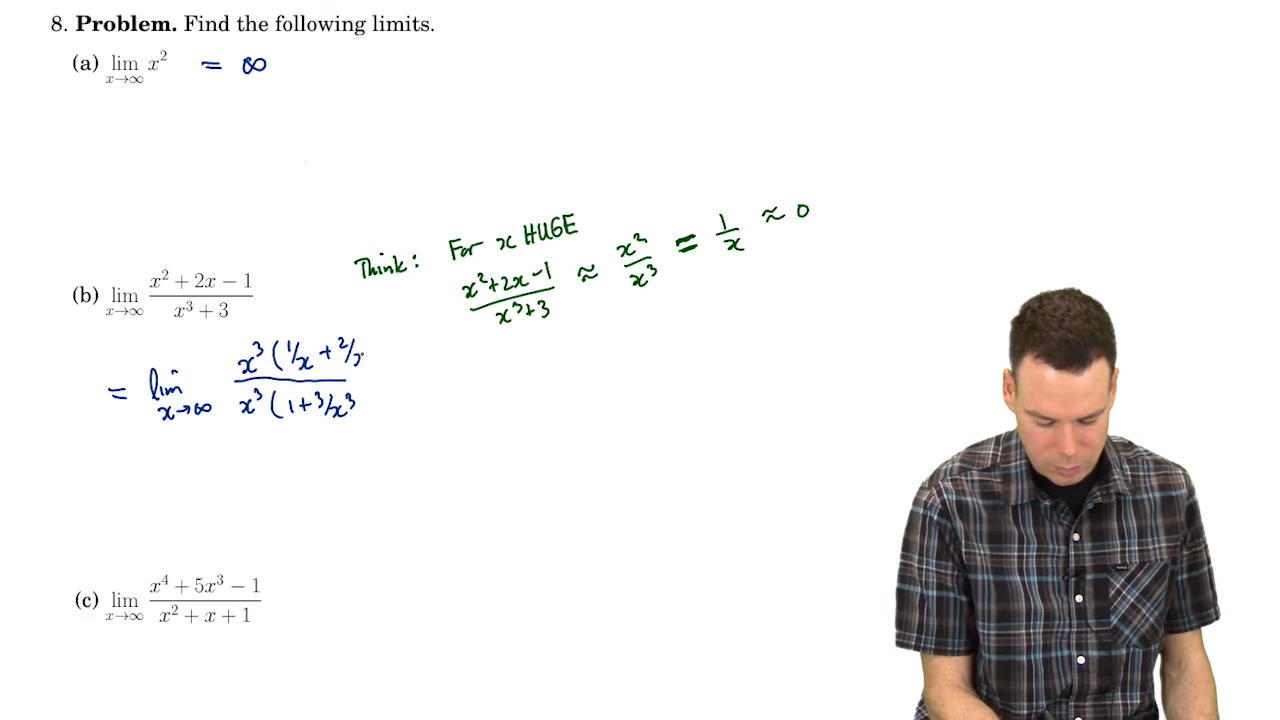 8. Problem. Find the following limits.
(a) lim x→∞ x² = ∞
Think: For x HUGE
(x²+2x−1)/(x³+3) ≈ x²/x³ = 1/x ≈ 0
(b) lim x→∞ (x² + 2x − 1)/(x³ + 3)
= lim x→∞ x³(1/x + 2/ / x³(1+3/x³
(c) lim x→∞ (x⁴ + 5x³ − 1)/(x² + x + 1)